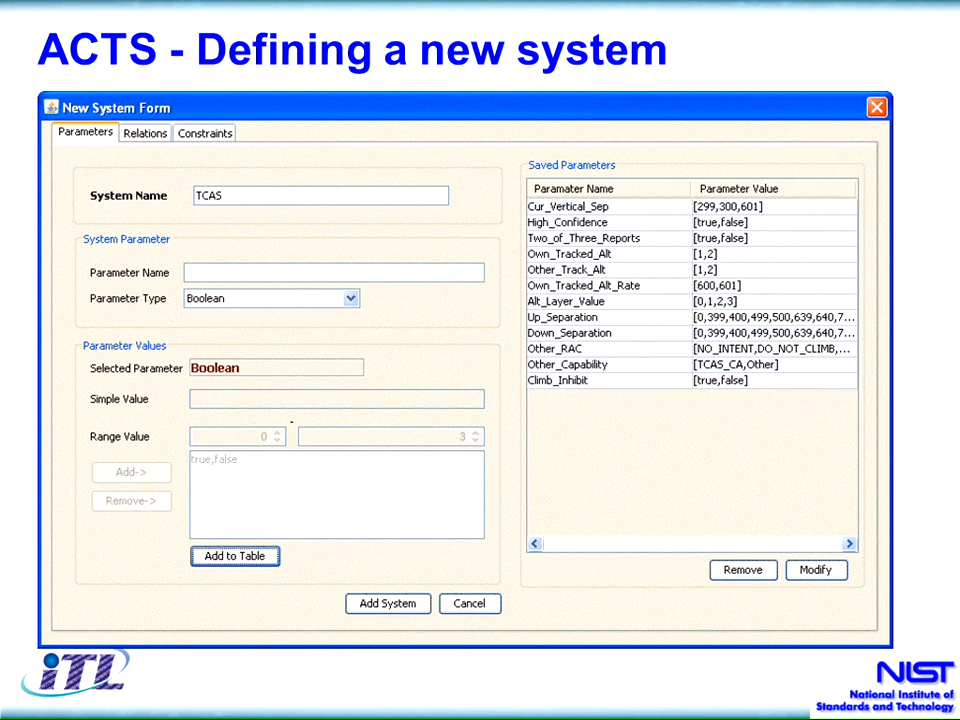 ACTS - Defining a new system
New System Form
Parameters Relations Constraints
System Name TCAS
System Parameter
Parameter Name
Parameter Type Boolean
Parameter Values
Selected Parameter Boolean
Simple Value
-
Range Value 0 3
Add->
Remove->
true,false
Add to Table
Add System Cancel
Saved Parameters
Paramater Name Parameter Value
Cur_Vertical_Sep [299,300,601]
High_Confidence [true,false]
Two_of_Three_Reports [true,false]
Own_Tracked_Alt [1,2]
Other_Track_Alt [1,2]
Own_Tracked_Alt_Rate [600,601]
Alt_Layer_Value [0,1,2,3]
Up_Separation [0,399,400,499,500,639,640,7...
Down_Separation [0,399,400,499,500,639,640,7...
Other_RAC [NO_INTENT,DO_NOT_CLIMB,...
Other_Capability [TCAS_CA,Other]
Climb_Inhibit [true,false]
Remove Modify
iTL
NIST
National Institute of
Standards and Technology